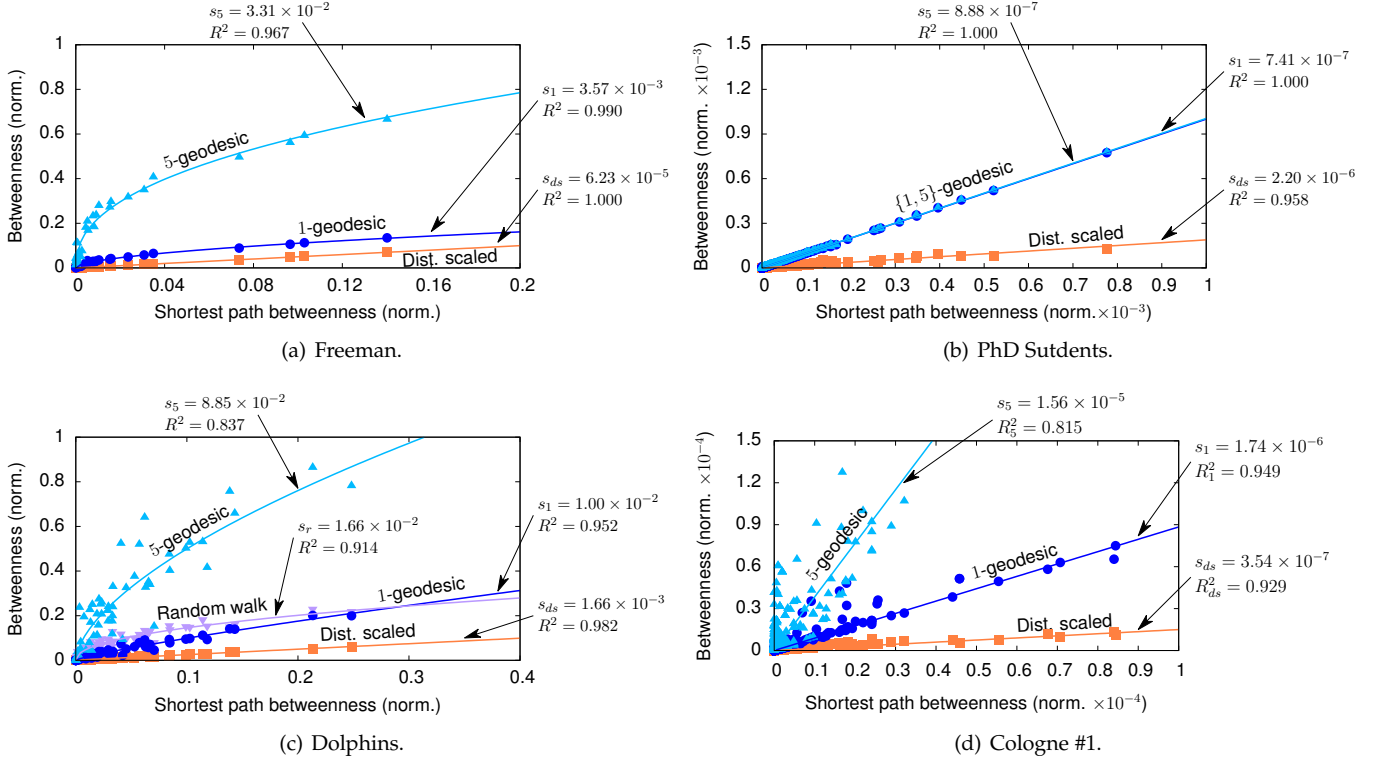 s_5 = 3.31 × 10^{-2}
R^2 = 0.967
s_1 = 3.57 × 10^{-3}
R^2 = 0.990
s_{ds} = 6.23 × 10^{-5}
R^2 = 1.000
Betweenness (norm.)
1
0.8
0.6
0.4
0.2
0
5-geodesic
1-geodesic
Dist. scaled
0 0.04 0.08 0.12 0.16 0.2
Shortest path betweenness (norm.)
(a) Freeman.
s_5 = 8.88 × 10^{-7}
R^2 = 1.000
s_1 = 7.41 × 10^{-7}
R^2 = 1.000
s_{ds} = 2.20 × 10^{-6}
R^2 = 0.958
Betweenness (norm. ×10^{-3})
1.5
1.2
0.9
0.6
0.3
0
{1, 5}-geodesic
Dist. scaled
0 0.1 0.2 0.3 0.4 0.5 0.6 0.7 0.8 0.9 1
Shortest path betweenness (norm.×10^{-3})
(b) PhD Sutdents.
s_5 = 8.85 × 10^{-2}
R^2 = 0.837
s_r = 1.66 × 10^{-2}
R^2 = 0.914
s_1 = 1.00 × 10^{-2}
R^2 = 0.952
s_{ds} = 1.66 × 10^{-3}
R^2 = 0.982
Betweenness (norm.)
1
0.8
0.6
0.4
0.2
0
5-geodesic
Random walk
1-geodesic
Dist. scaled
0 0.1 0.2 0.3 0.4
Shortest path betweenness (norm.)
(c) Dolphins.
s_5 = 1.56 × 10^{-5}
R^2_5 = 0.815
s_1 = 1.74 × 10^{-6}
R^2_1 = 0.949
s_{ds} = 3.54 × 10^{-7}
R^2_{ds} = 0.929
Betweenness (norm. ×10^{-4})
1.5
1.2
0.9
0.6
0.3
0
5-geodesic
1-geodesic
Dist. scaled
0 0.1 0.2 0.3 0.4 0.5 0.6 0.7 0.8 0.9 1
Shortest path betweenness (norm. ×10^{-4})
(d) Cologne #1.